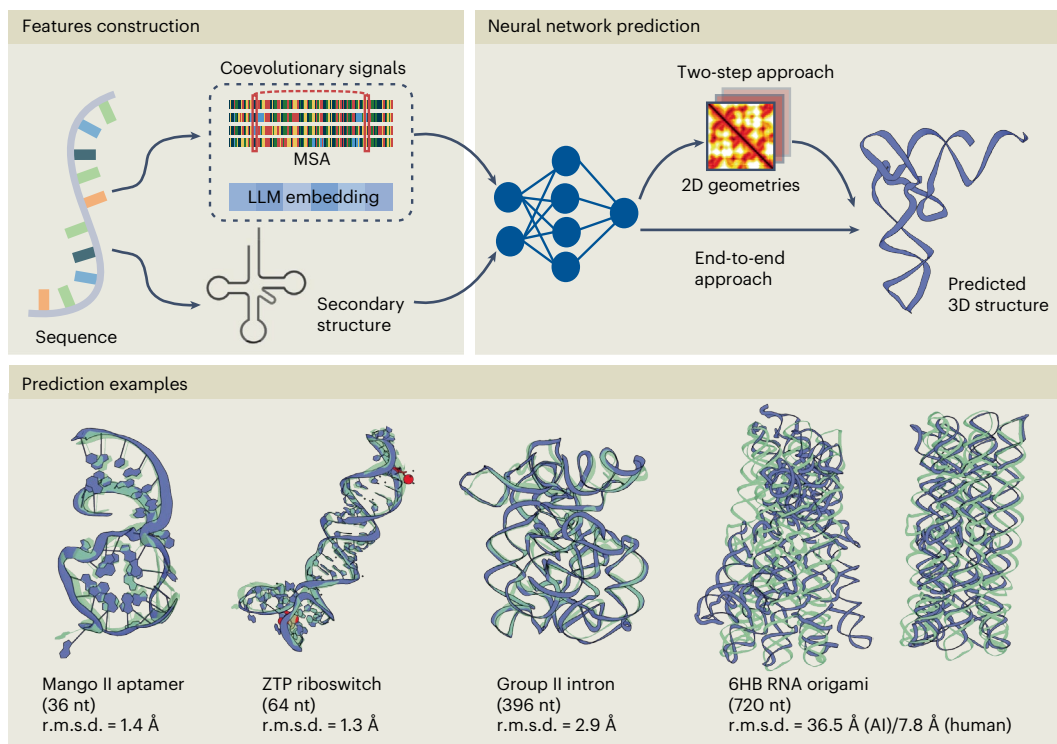 Features construction
Coevolutionary signals
MSA
LLM embedding
Sequence
Secondary
structure
Neural network prediction
Two-step approach
2D geometries
End-to-end
approach
Predicted
3D structure
Prediction examples
Mango II aptamer
(36 nt)
r.m.s.d. = 1.4 Å
ZTP riboswitch
(64 nt)
r.m.s.d. = 1.3 Å
Group II intron
(396 nt)
r.m.s.d. = 2.9 Å
6HB RNA origami
(720 nt)
r.m.s.d. = 36.5 Å (AI)/7.8 Å (human)